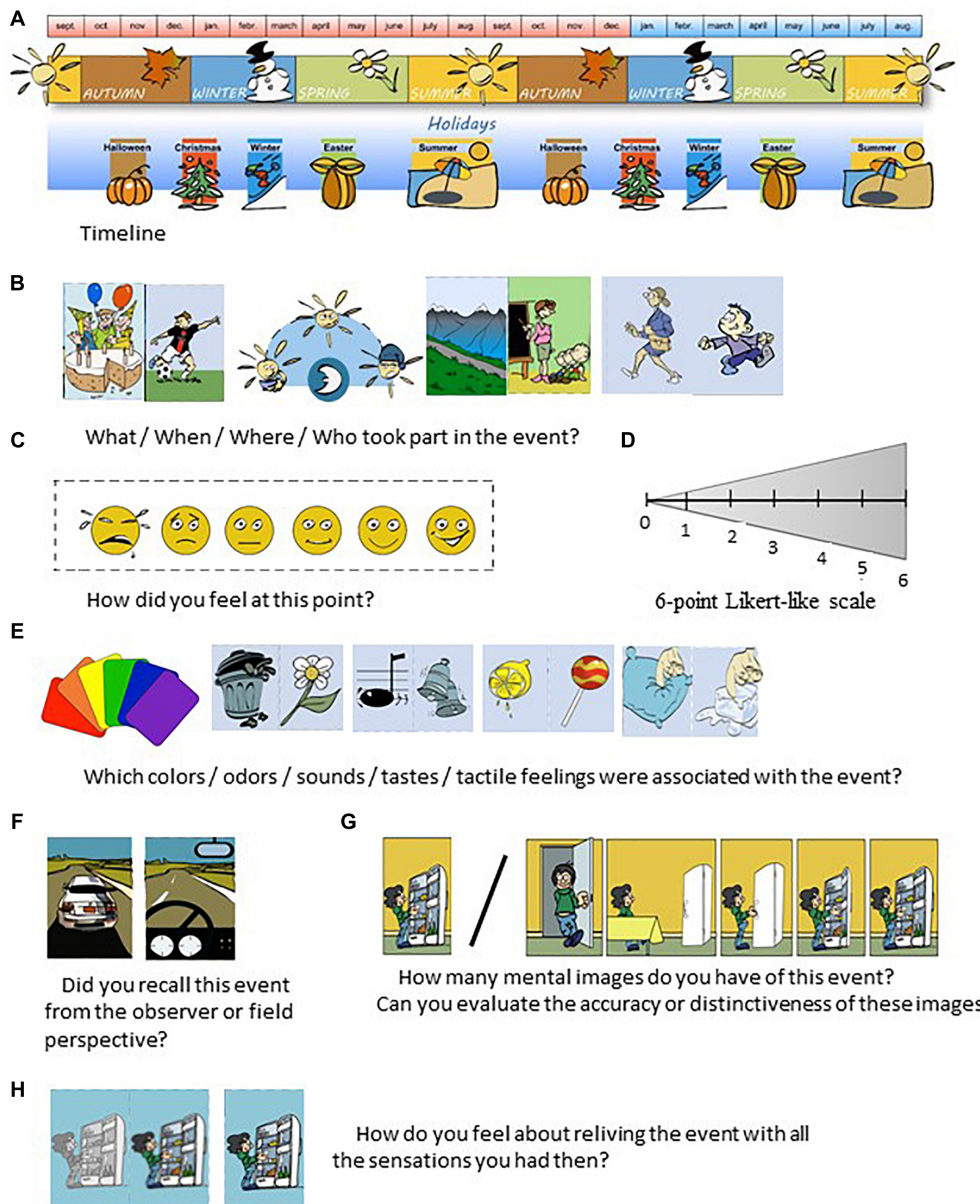 A
sept. oct. nov. dec. jan. febr. march april may june july aug. sept. oct. nov. dec. jan. febr. march april may june july aug.
AUTUMN WINTER SPRING SUMMER AUTUMN WINTER SPRING SUMMER
Holidays
Halloween Christmas Winter Easter Summer Halloween Christmas Winter Easter Summer
Timeline
B
What / When / Where / Who took part in the event?
C
How did you feel at this point?
D
0 1 2 3 4 5 6
6-point Likert-like scale
E
Which colors / odors / sounds / tastes / tactile feelings were associated with the event?
F
Did you recall this event
from the observer or field
perspective?
G
How many mental images do you have of this event?
Can you evaluate the accuracy or distinctiveness of these images
H
How do you feel about reliving the event with all
the sensations you had then?